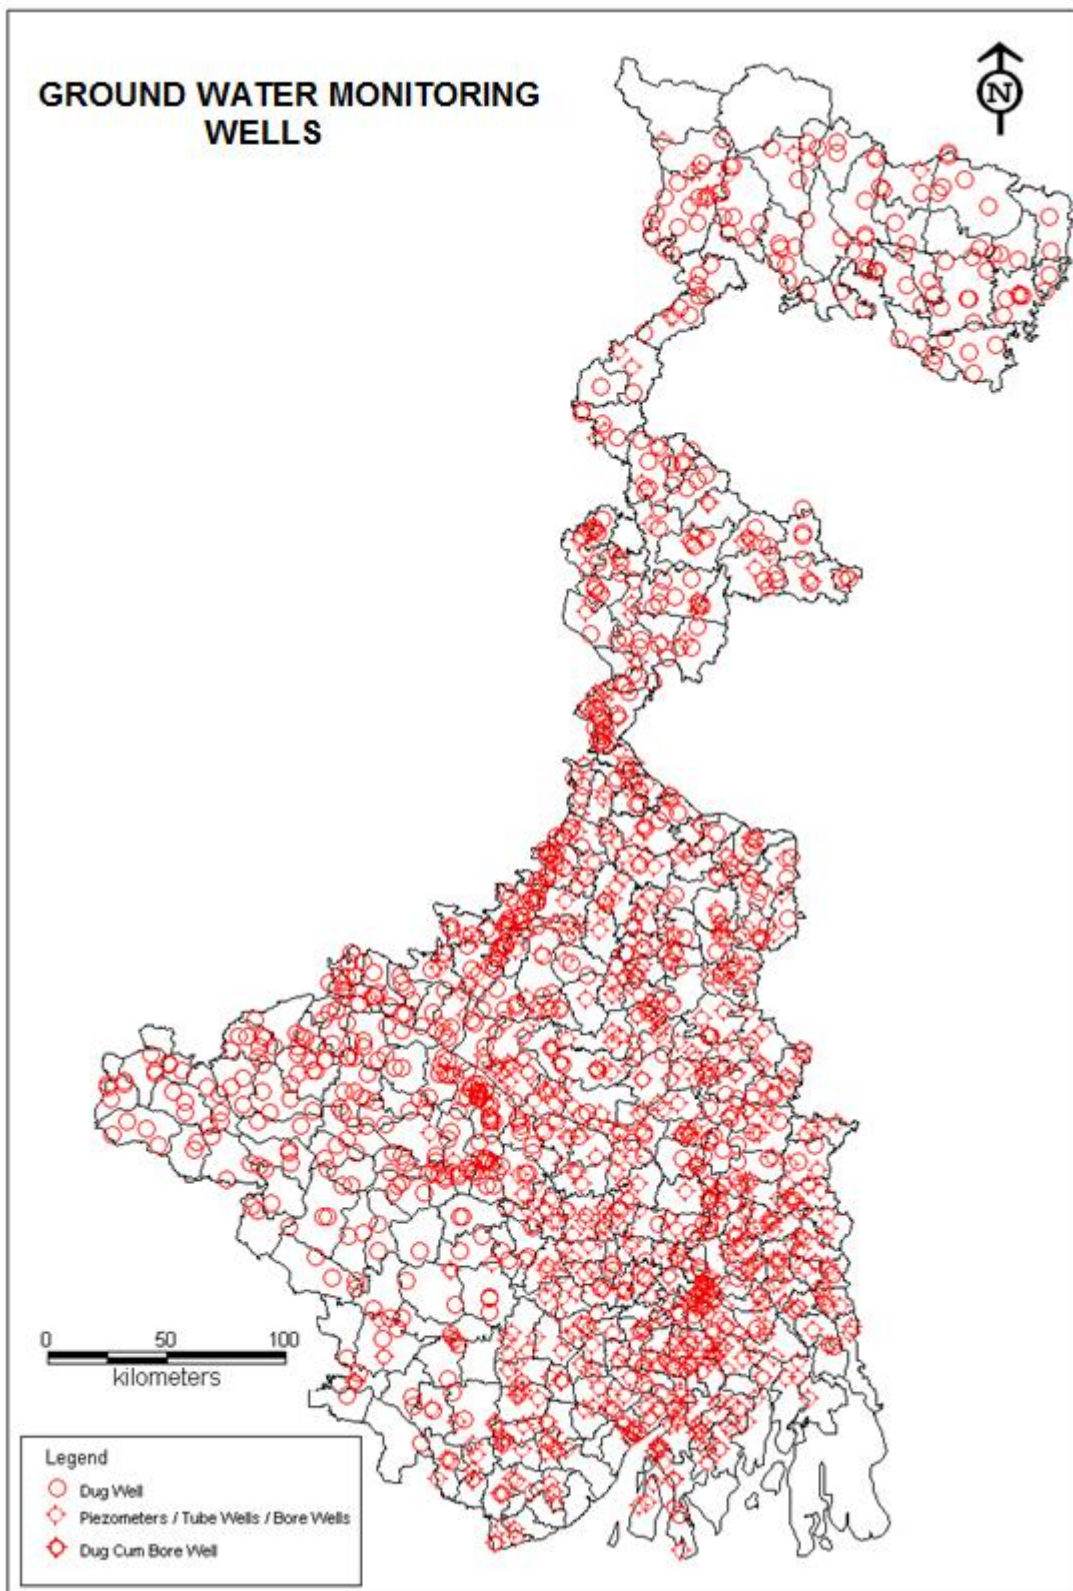 GROUND WATER MONITORING
WELLS
N
0 50 100
kilometers
Legend
Dug Well
Piezometers / Tube Wells / Bore Wells
Dug Cum Bore Well